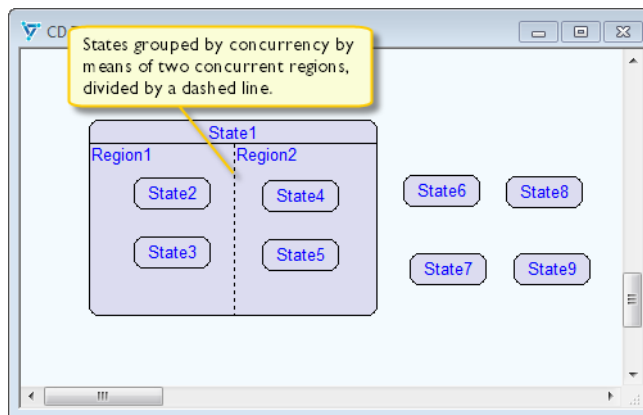 CD
States grouped by concurrency by
means of two concurrent regions,
divided by a dashed line.
State1
Region1
Region2
State2
State4
State6
State8
State3
State5
State7
State9